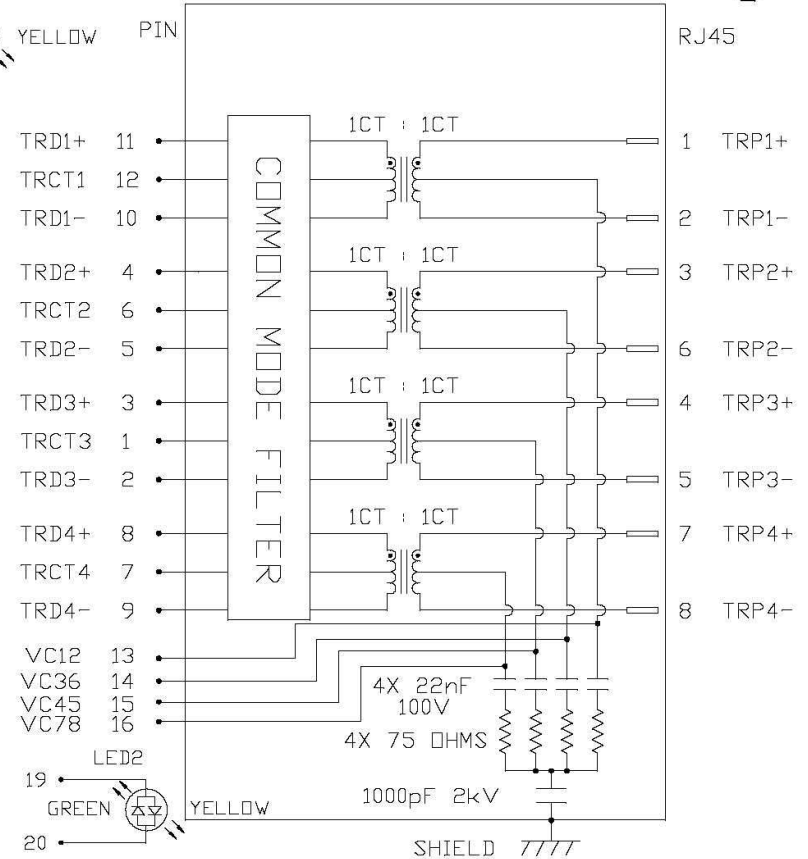 YELLOW PIN RJ45
1CT : 1CT
TRD1+ 11 1 TRP1+
TRCT1 12
TRD1- 10 2 TRP1-
1CT : 1CT
TRD2+ 4 3 TRP2+
TRCT2 6
TRD2- 5 6 TRP2-
1CT : 1CT
TRD3+ 3 4 TRP3+
TRCT3 1
TRD3- 2 5 TRP3-
1CT : 1CT
TRD4+ 8 7 TRP4+
TRCT4 7
TRD4- 9 8 TRP4-
COMMON MODE FILTER
VC12 13
VC36 14
VC45 15
VC78 16
4X 22nF
100V
4X 75 OHMS
LED2
19
GREEN YELLOW
20
1000pF 2kV
SHIELD